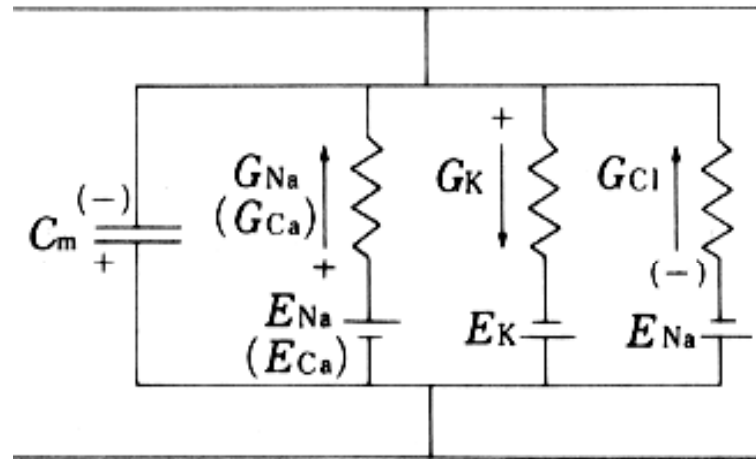 +
GNa
(GCa)
GK
GCl
(-)
Cm
+
+
(-)
ENa
(ECa)
EK
ENa